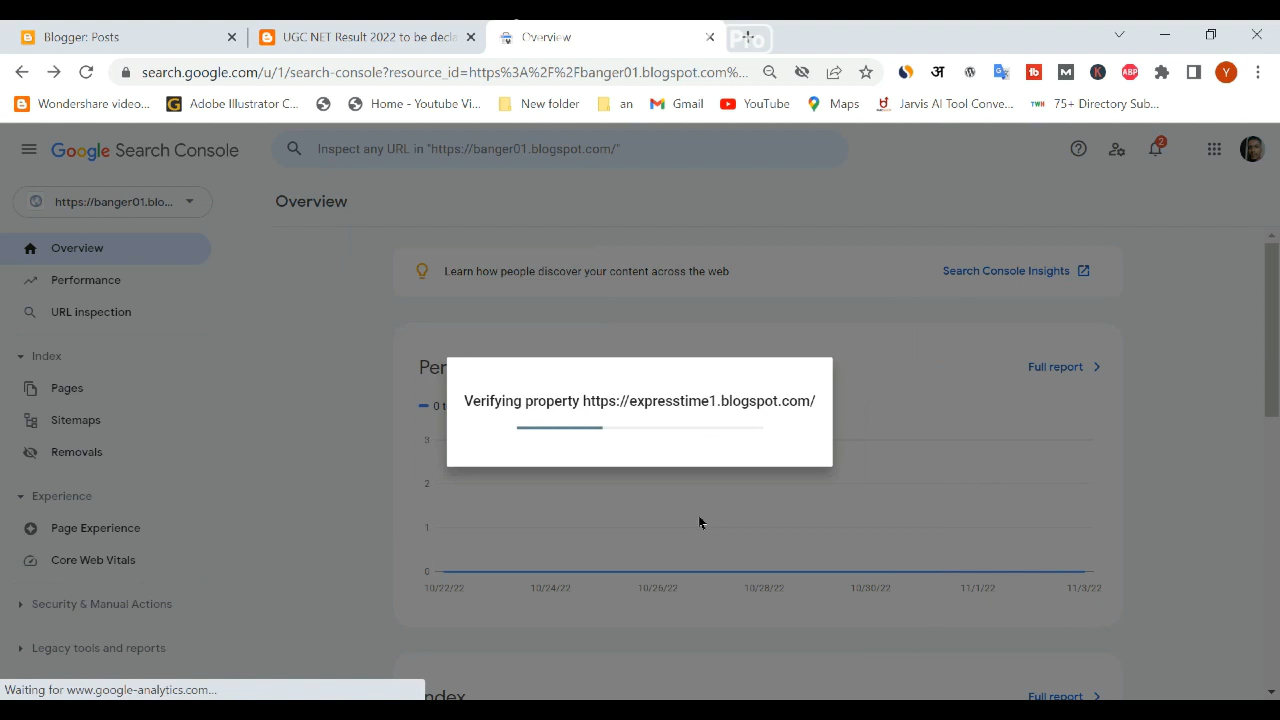 Blogger: Posts
UGC NET Result 2022 to be decla
Overview
Pro
search.google.com/u/1/search-console?resource_id=https%3A%2F%2Fbanger01.blogspot.com%...
Wondershare video...
Adobe Illustrator C...
Home - Youtube Vi...
New folder
an
Gmail
YouTube
Maps
Jarvis AI Tool Conve...
75+ Directory Sub...
Google Search Console
Inspect any URL in "https://banger01.blogspot.com/"
2
https://banger01.blo...
Overview
Overview
Performance
URL inspection
Index
Pages
Sitemaps
Removals
Experience
Page Experience
Core Web Vitals
Security & Manual Actions
Legacy tools and reports
Learn how people discover your content across the web
Search Console Insights
Per
Full report
0 t
3
2
1
0
10/22/22
10/24/22
10/26/22
10/28/22
10/30/22
11/1/22
11/3/22
Verifying property https://expresstime1.blogspot.com/
ndex
Full report
Waiting for www.google-analytics.com...